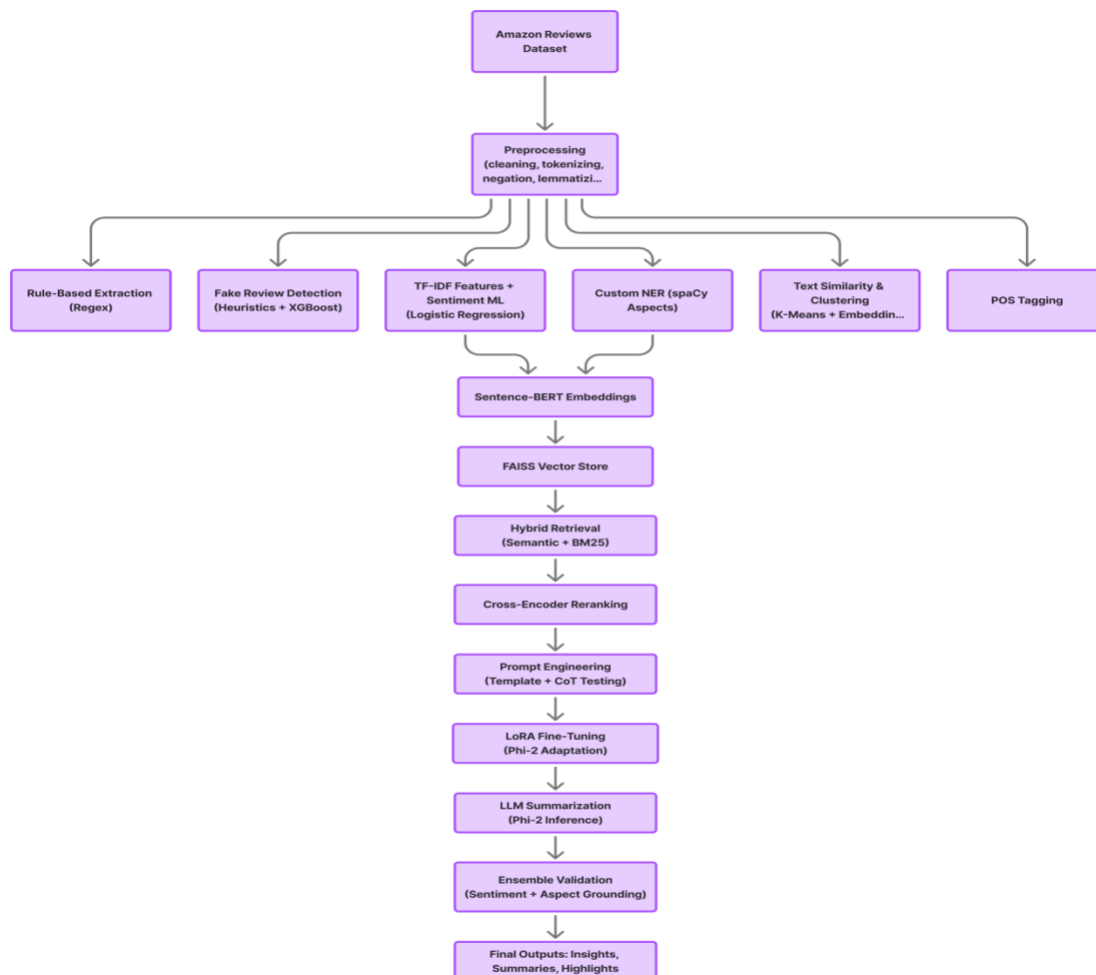 Amazon Reviews
Dataset
Preprocessing
(cleaning, tokenizing,
negation, lemmatizi...
Rule-Based Extraction
(Regex)
Fake Review Detection
(Heuristics + XGBoost)
TF-IDF Features +
Sentiment ML
(Logistic Regression)
Custom NER (spaCy
Aspects)
Text Similarity &
Clustering
(K-Means + Embeddin...
POS Tagging
Sentence-BERT Embeddings
FAISS Vector Store
Hybrid Retrieval
(Semantic + BM25)
Cross-Encoder Reranking
Prompt Engineering
(Template + CoT Testing)
LoRA Fine-Tuning
(Phi-2 Adaptation)
LLM Summarization
(Phi-2 Inference)
Ensemble Validation
(Sentiment + Aspect Grounding)
Final Outputs: Insights,
Summaries, Highlights